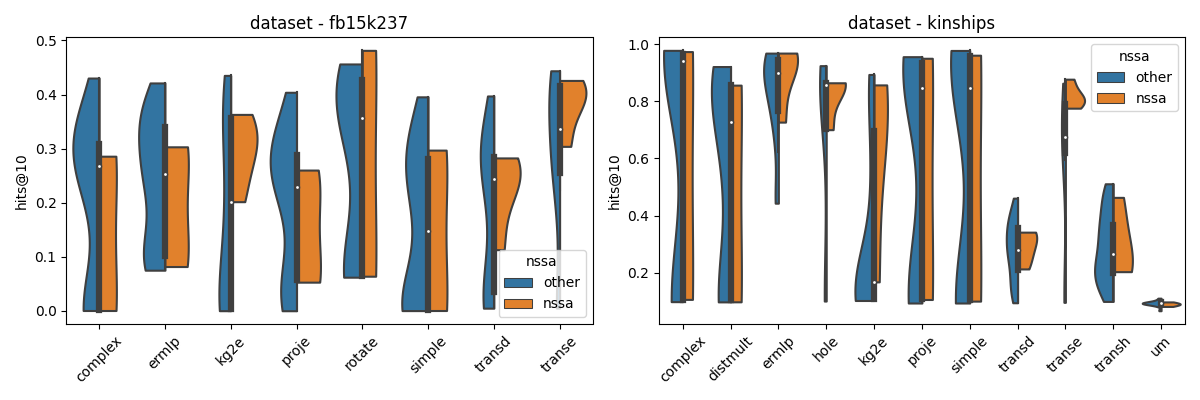 dataset - fb15k237
hits@10
0.5
0.4
0.3
0.2
0.1
0.0
complex
ermlp
kg2e
proje
rotate
simple
transd
transe
nssa
other
nssa
dataset - kinships
hits@10
1.0
0.8
0.6
0.4
0.2
complex
distmult
ermlp
hole
kg2e
proje
simple
transd
transe
transh
um
nssa
other
nssa